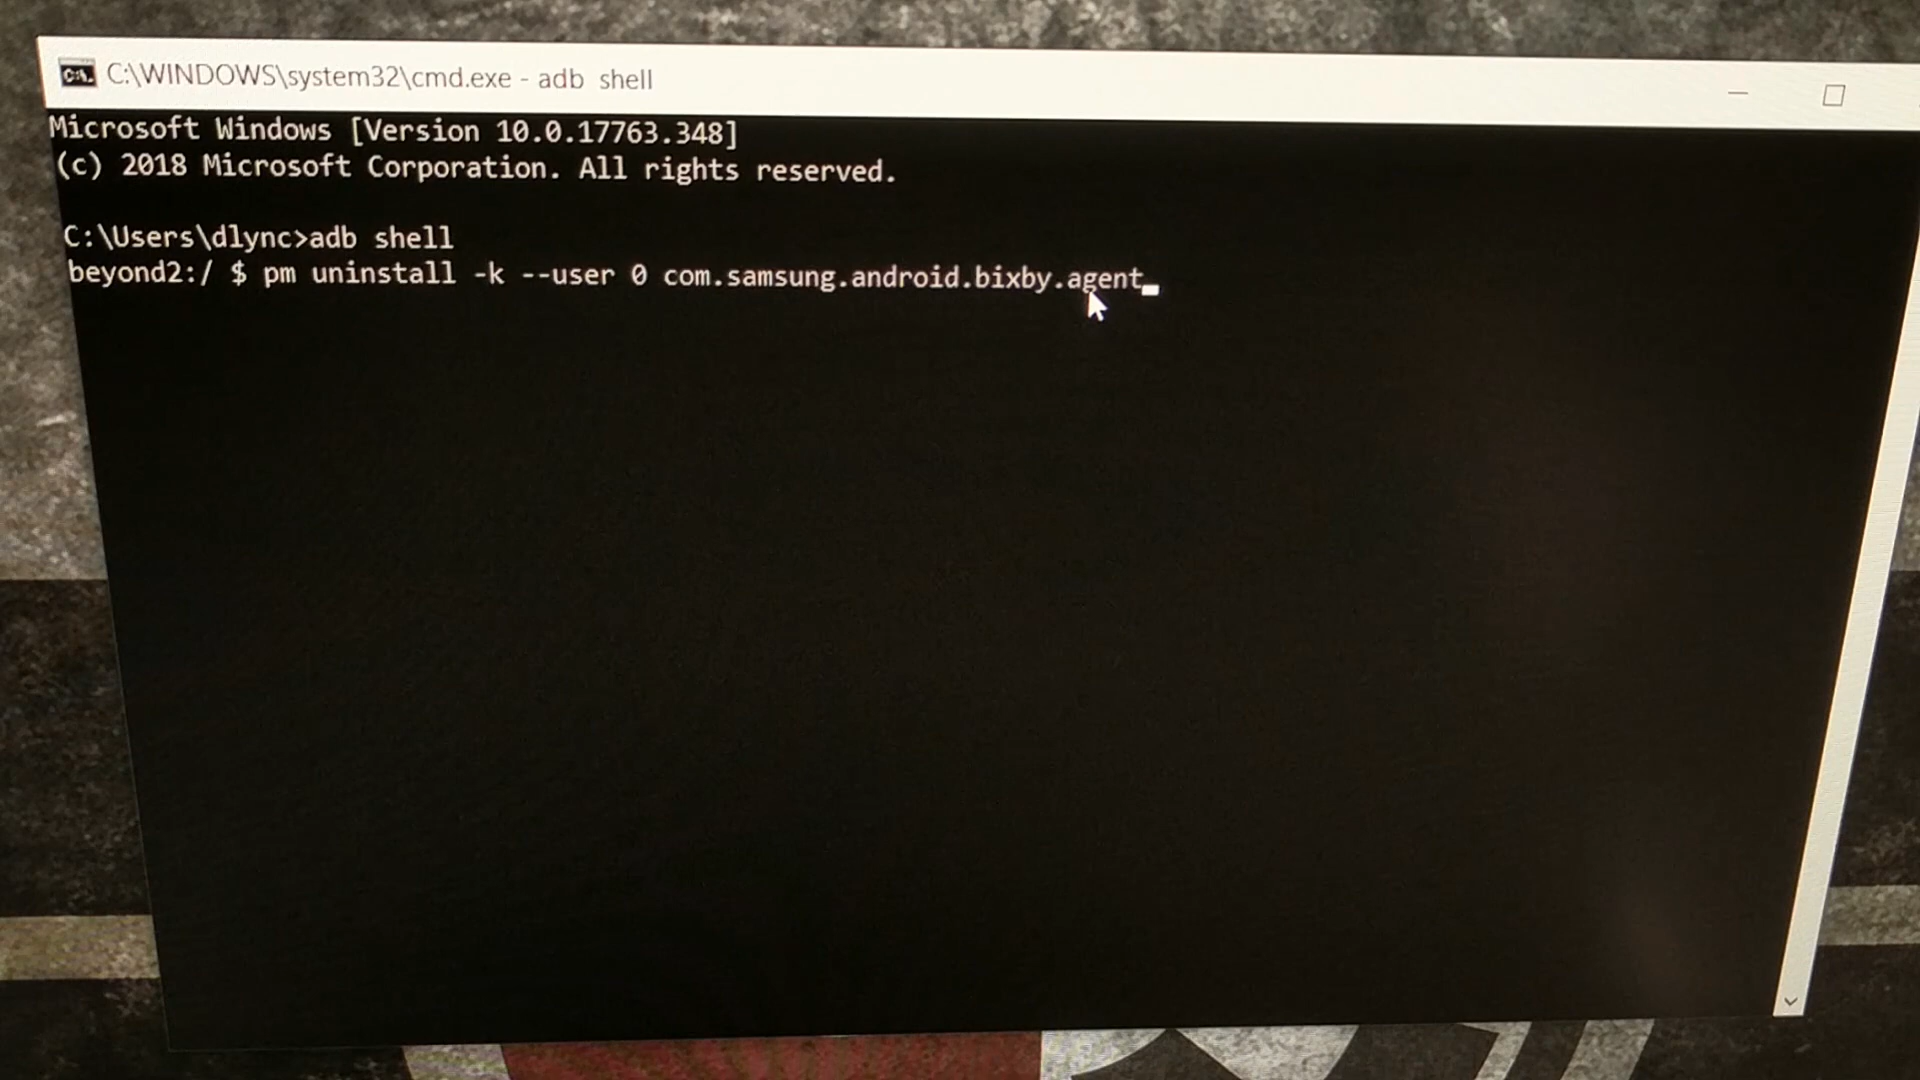 C:\WINDOWS\system32\cmd.exe - adb  shell
Microsoft Windows [Version 10.0.17763.348]
(c) 2018 Microsoft Corporation. All rights reserved.
C:\Users\dlync>adb shell
beyond2:/ $ pm uninstall -k --user 0 com.samsung.android.bixby.agent